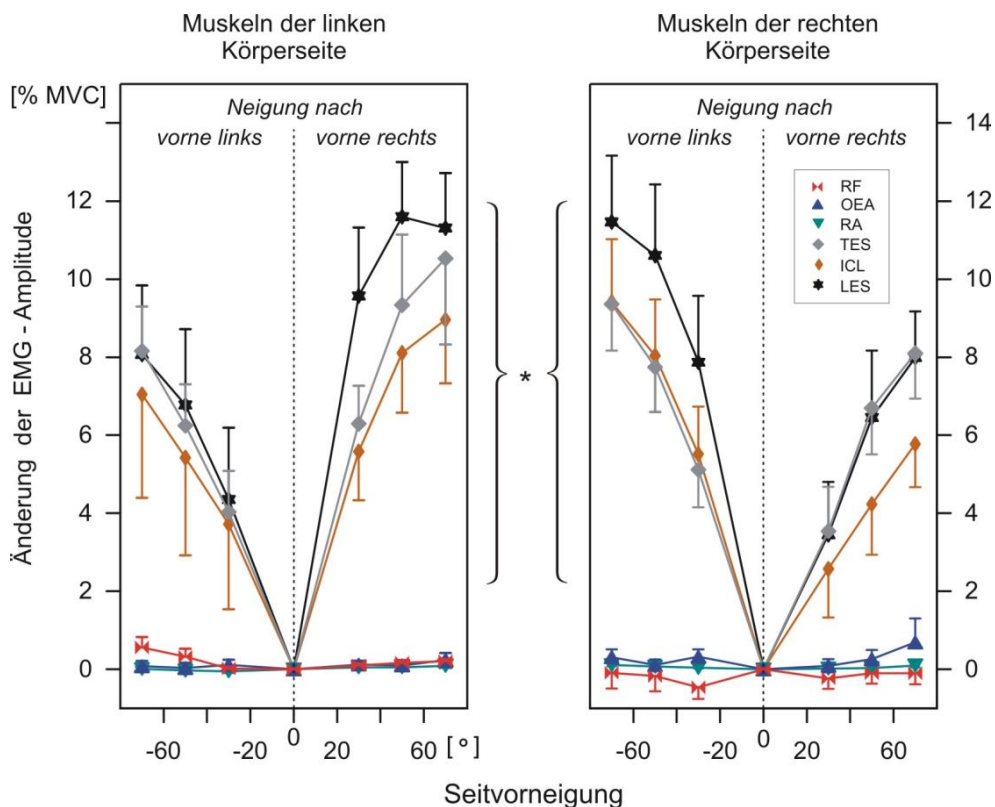 Muskeln der linken
Körperseite
Muskeln der rechten
Körperseite
[% MVC]
Neigung nach
vorne links
vorne rechts
Neigung nach
vorne links
vorne rechts
14
12
10
8
6
4
2
0
12
10
8
6
4
2
0
Änderung der EMG - Amplitude
RF
OEA
RA
TES
ICL
LES
*
-60
-20
0
20
60
[°]
-60
-20
0
20
60
Seitvorneigung